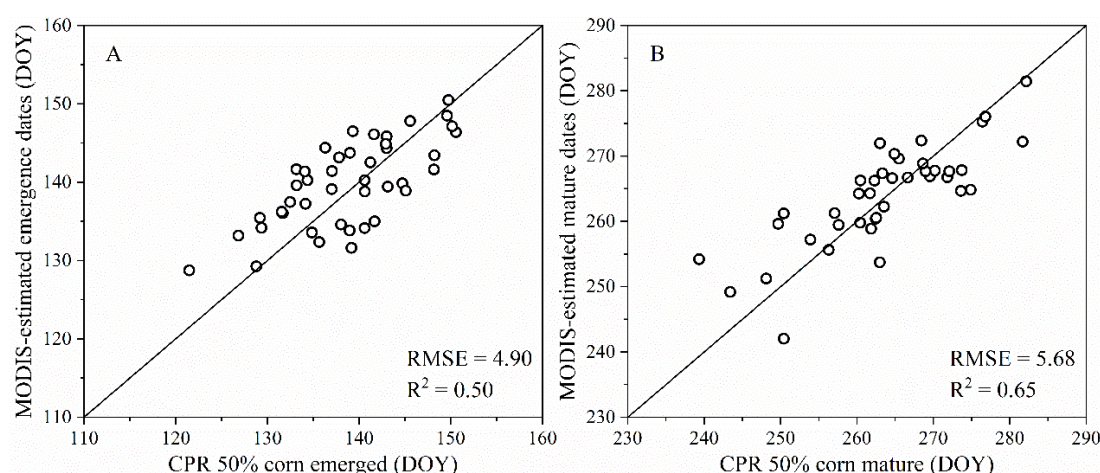 MODIS-estimated emergence dates (DOY)
160
150
140
130
120
110
A
RMSE = 4.90
R² = 0.50
110 120 130 140 150 160
CPR 50% corn emerged (DOY)
MODIS-estimated mature dates (DOY)
290
280
270
260
250
240
230
B
RMSE = 5.68
R² = 0.65
230 240 250 260 270 280 290
CPR 50% corn mature (DOY)